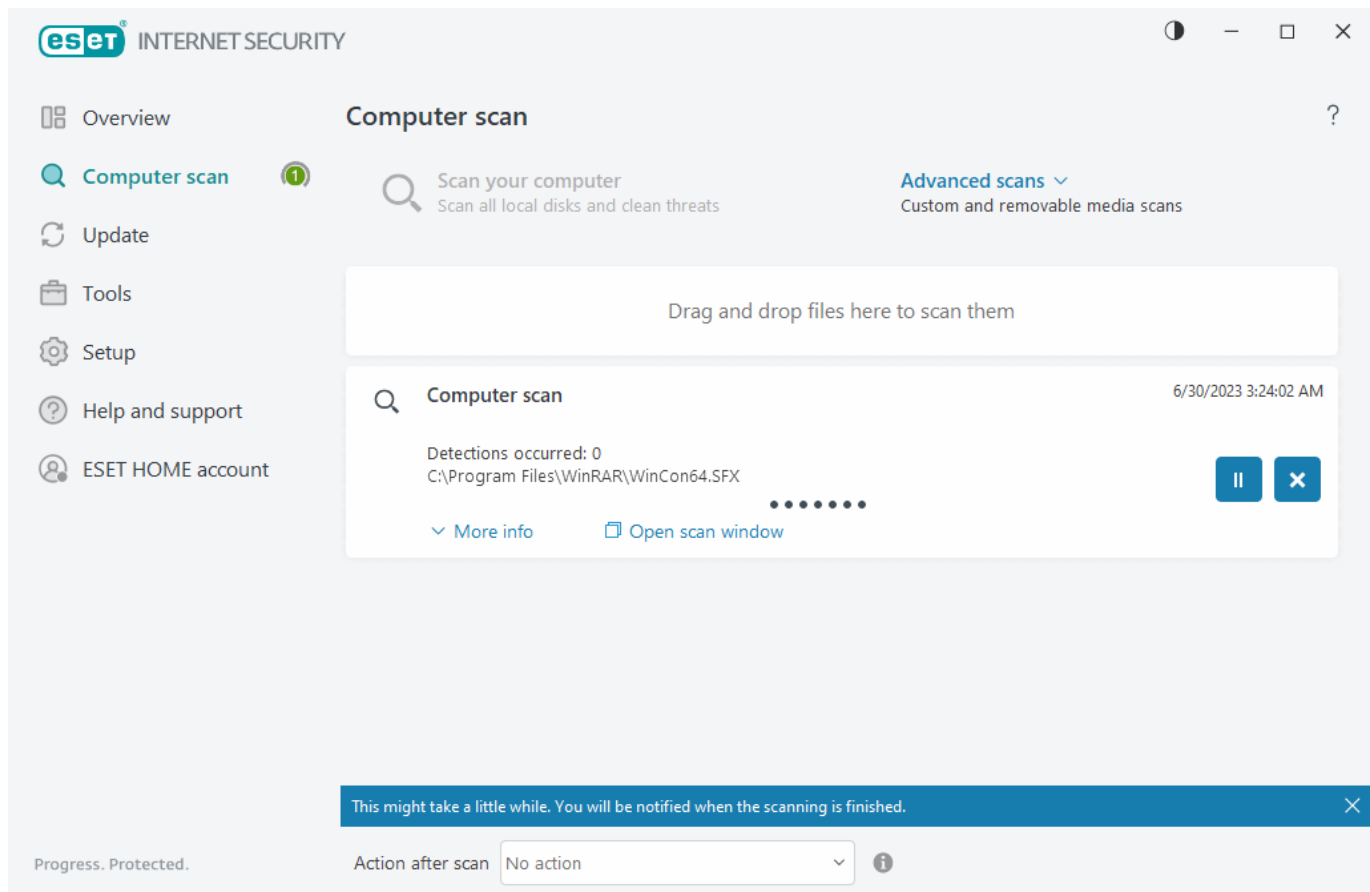 eset® INTERNET SECURITY
Overview
Computer scan 1
Update
Tools
Setup
Help and support
ESET HOME account
Progress. Protected.
Computer scan ?
Scan your computer
Scan all local disks and clean threats
Advanced scans
Custom and removable media scans
Drag and drop files here to scan them
Computer scan 6/30/2023 3:24:02 AM
Detections occurred: 0
C:\Program Files\WinRAR\WinCon64.SFX
More info Open scan window
This might take a little while. You will be notified when the scanning is finished.
Action after scan No action